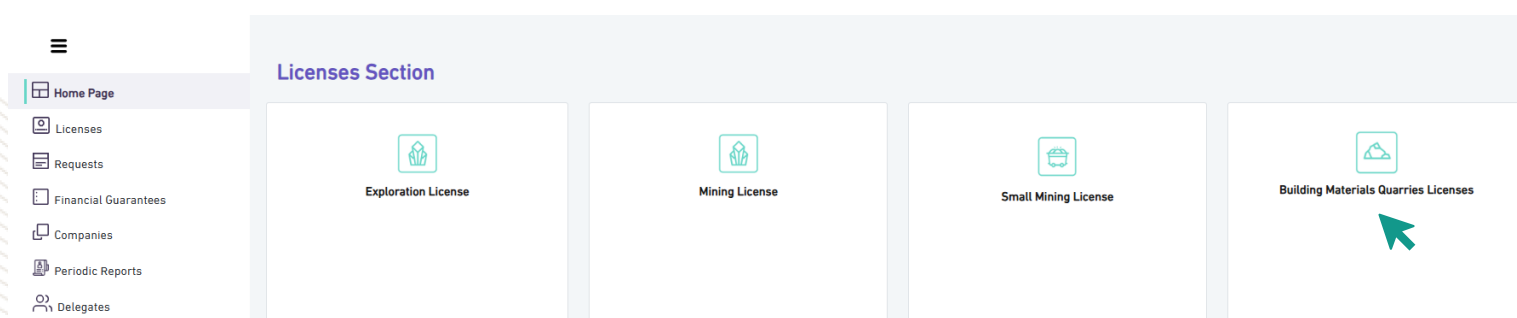 Home Page
Licenses
Requests
Financial Guarantees
Companies
Periodic Reports
Delegates
Licenses Section
Exploration License
Mining License
Small Mining License
Building Materials Quarries Licenses